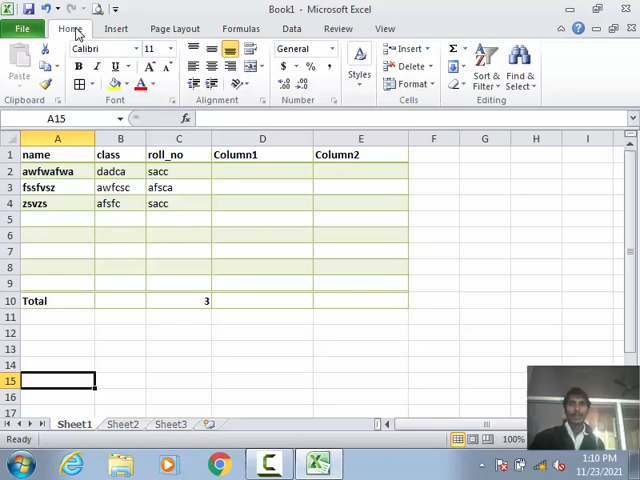 Book1 - Microsoft Excel
File Home Insert Page Layout Formulas Data Review View
Paste
Clipboard
Calibri 11
B I U
A A
Font
Alignment
General
$ % ,
Number
Styles
Insert
Delete
Format
Cells
Σ
Sort & Filter
Find & Select
Editing
A15 fx
A B C D E F G H I
1 name class roll_no Column1 Column2
2 awfwafwa dadca sacc
3 fssfvsz awfcsc afsca
4 zsvzs afsfc sacc
5
6
7
8
9
10 Total 3
11
12
13
14
15
16
17
Sheet1 Sheet2 Sheet3
Ready 100%
1:10 PM
11/23/2021